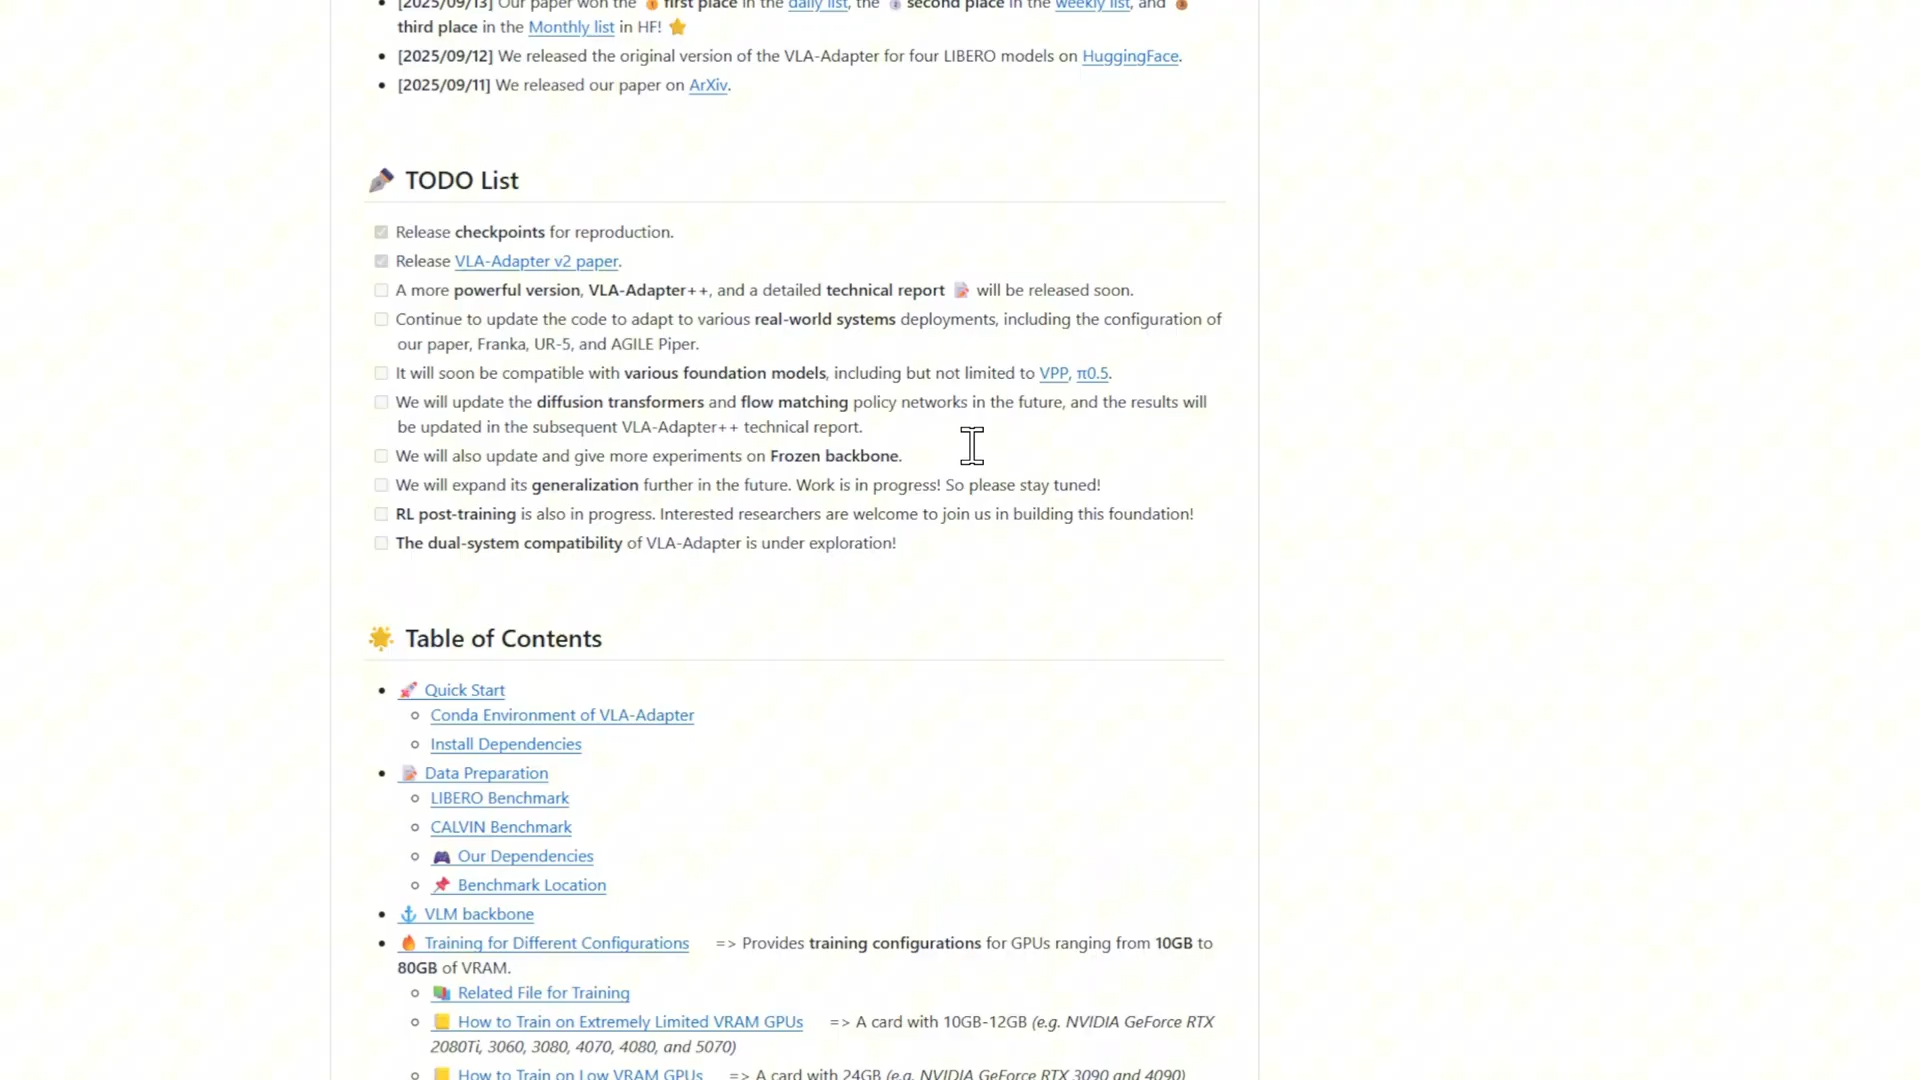 [2025/09/13] Our paper won the 🥇 first place in the daily list, the 🥈 second place in the weekly list, and 🥉
third place in the Monthly list in HF! ⭐
[2025/09/12] We released the original version of the VLA-Adapter for four LIBERO models on HuggingFace.
[2025/09/11] We released our paper on ArXiv.
TODO List
Release checkpoints for reproduction.
Release VLA-Adapter v2 paper.
A more powerful version, VLA-Adapter++, and a detailed technical report 📝 will be released soon.
Continue to update the code to adapt to various real-world systems deployments, including the configuration of
our paper, Franka, UR-5, and AGILE Piper.
It will soon be compatible with various foundation models, including but not limited to VPP, π0.5.
We will update the diffusion transformers and flow matching policy networks in the future, and the results will
be updated in the subsequent VLA-Adapter++ technical report.
We will also update and give more experiments on Frozen backbone.
We will expand its generalization further in the future. Work is in progress! So please stay tuned!
RL post-training is also in progress. Interested researchers are welcome to join us in building this foundation!
The dual-system compatibility of VLA-Adapter is under exploration!
🌟 Table of Contents
🚀 Quick Start
Conda Environment of VLA-Adapter
Install Dependencies
📝 Data Preparation
LIBERO Benchmark
CALVIN Benchmark
🎮 Our Dependencies
📌 Benchmark Location
⚓ VLM backbone
🔥 Training for Different Configurations => Provides training configurations for GPUs ranging from 10GB to
80GB of VRAM.
📚 Related File for Training
📒 How to Train on Extremely Limited VRAM GPUs => A card with 10GB-12GB (e.g. NVIDIA GeForce RTX
2080Ti, 3060, 3080, 4070, 4080, and 5070)
📒 How to Train on Low VRAM GPUs => A card with 24GB (e.g. NVIDIA GeForce RTX 3090 and 4090)